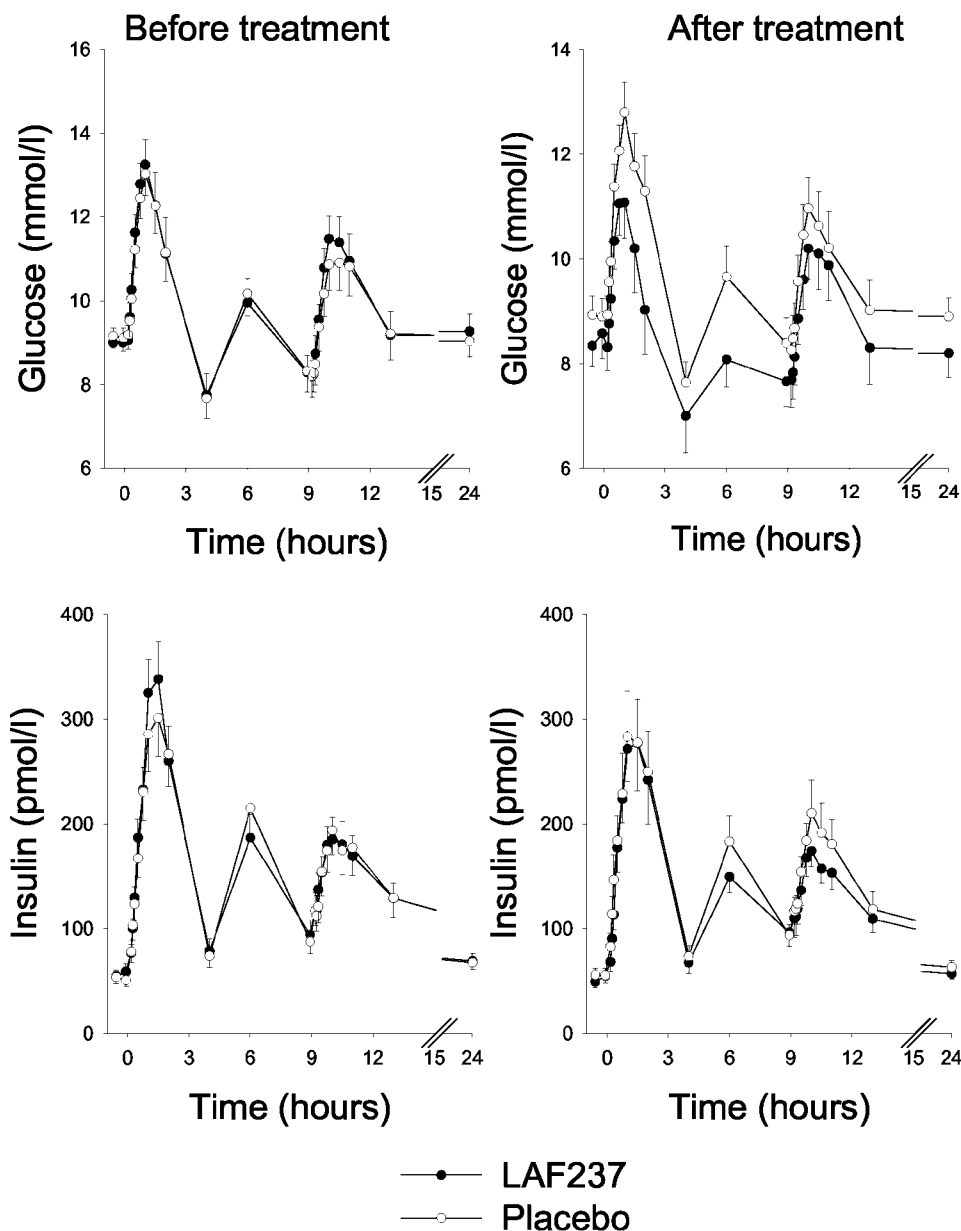 Before treatment
After treatment
Glucose (mmol/l)
16
14
12
10
8
6
0 3 6 9 12 15 24
Time (hours)
Glucose (mmol/l)
14
12
10
8
6
0 3 6 9 12 15 24
Time (hours)
Insulin (pmol/l)
400
300
200
100
0
0 3 6 9 12 15 24
Time (hours)
Insulin (pmol/l)
400
300
200
100
0
0 3 6 9 12 15 24
Time (hours)
LAF237
Placebo